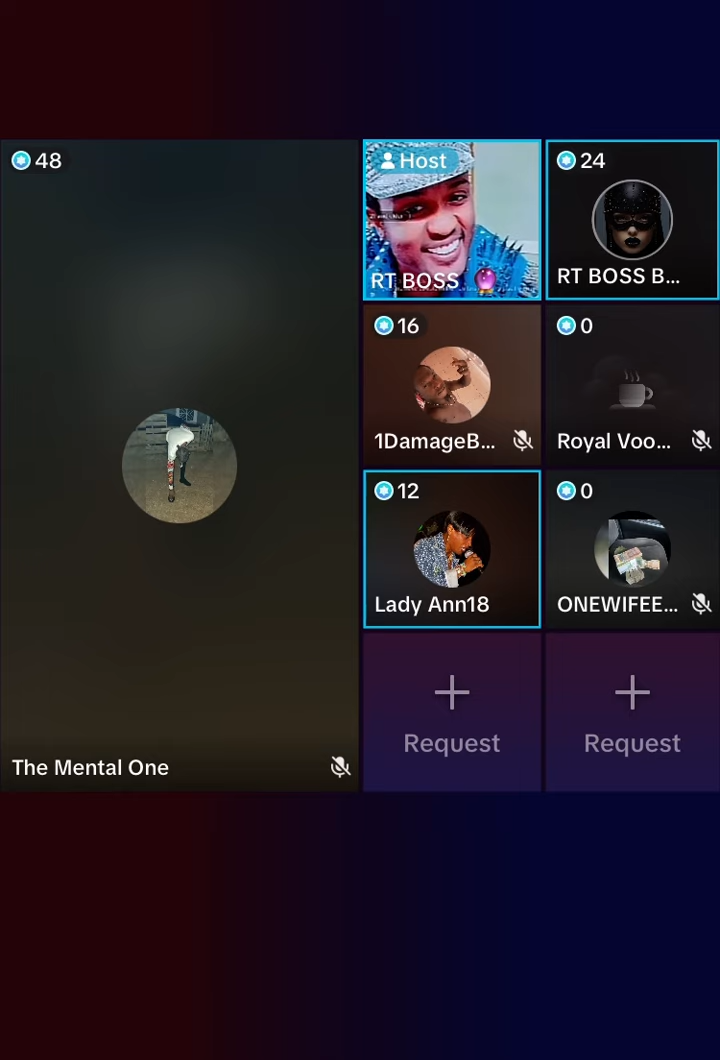 48
The Mental One
Host
RT BOSS
24
RT BOSS B...
16
1DamageB...
0
Royal Voo...
12
Lady Ann18
0
ONEWIFEE...
Request
Request